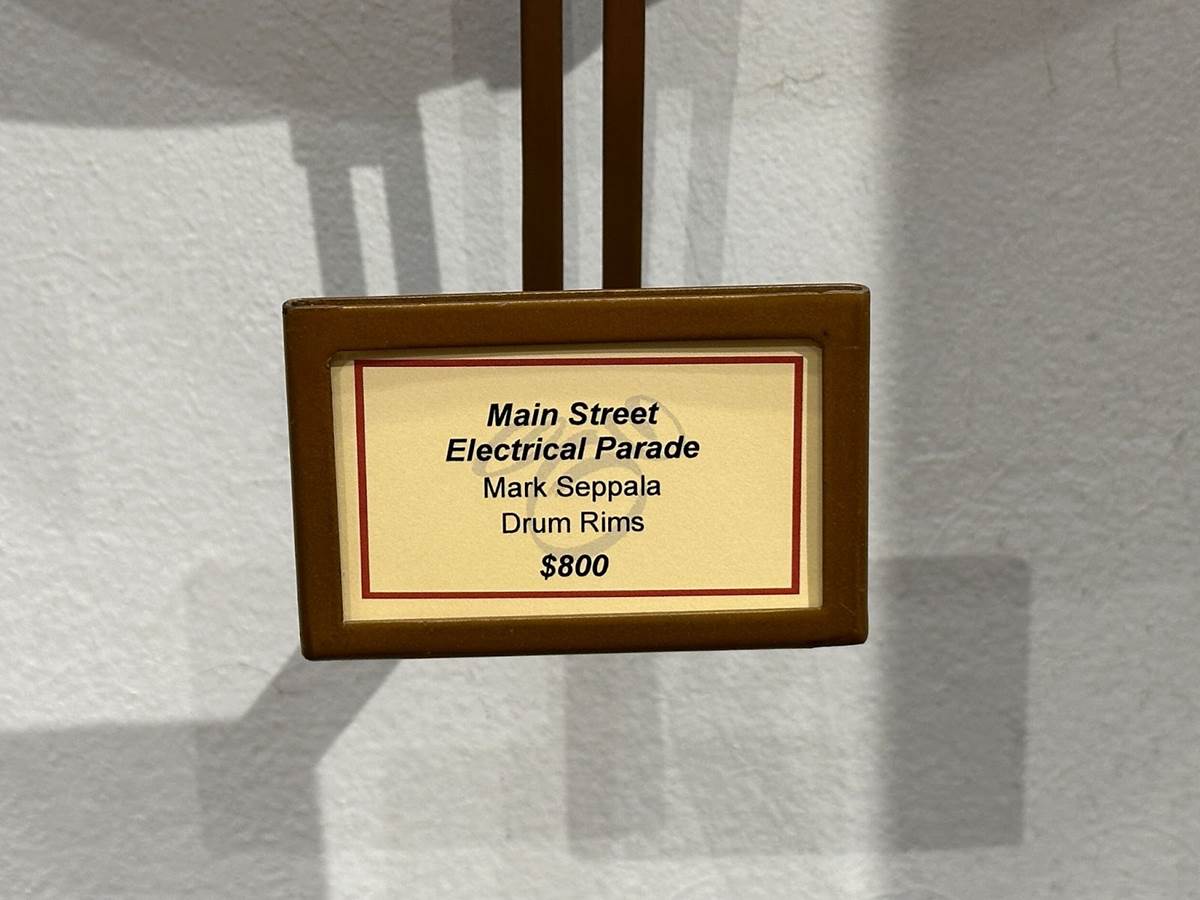 Main Street
Electrical Parade
Mark Seppala
Drum Rims
$800